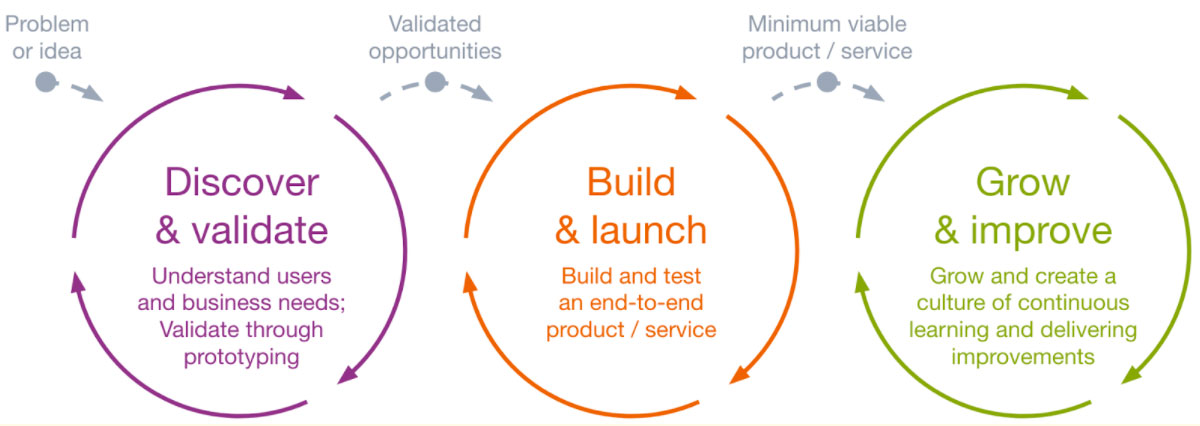 Problem
or idea
Validated
opportunities
Minimum viable
product / service
Discover
& validate
Understand users
and business needs;
Validate through
prototyping
Build
& launch
Build and test
an end-to-end
product / service
Grow
& improve
Grow and create a
culture of continuous
learning and delivering
improvements